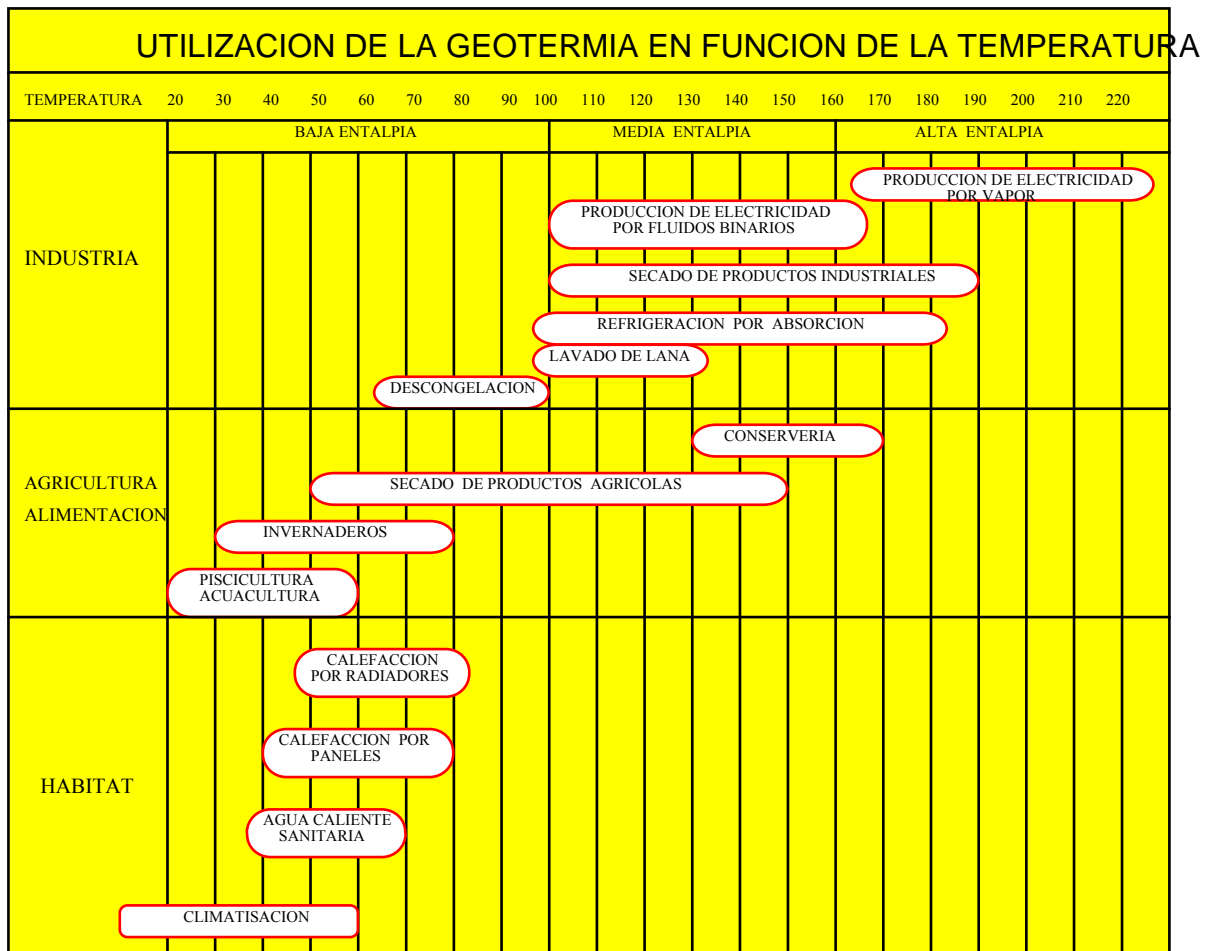 UTILIZACION DE LA GEOTERMIA EN FUNCION DE LA TEMPERATURA
TEMPERATURA 20 30 40 50 60 70 80 90 100 110 120 130 140 150 160 170 180 190 200 210 220
BAJA ENTALPIA MEDIA ENTALPIA ALTA ENTALPIA
INDUSTRIA
PRODUCCION DE ELECTRICIDAD
POR VAPOR
PRODUCCION DE ELECTRICIDAD
POR FLUIDOS BINARIOS
SECADO DE PRODUCTOS INDUSTRIALES
REFRIGERACION POR ABSORCION
LAVADO DE LANA
DESCONGELACION
AGRICULTURA
ALIMENTACION
CONSERVERIA
SECADO DE PRODUCTOS AGRICOLAS
INVERNADEROS
PISCICULTURA
ACUACULTURA
HABITAT
CALEFACCION
POR RADIADORES
CALEFACCION POR
PANELES
AGUA CALIENTE
SANITARIA
CLIMATISACION